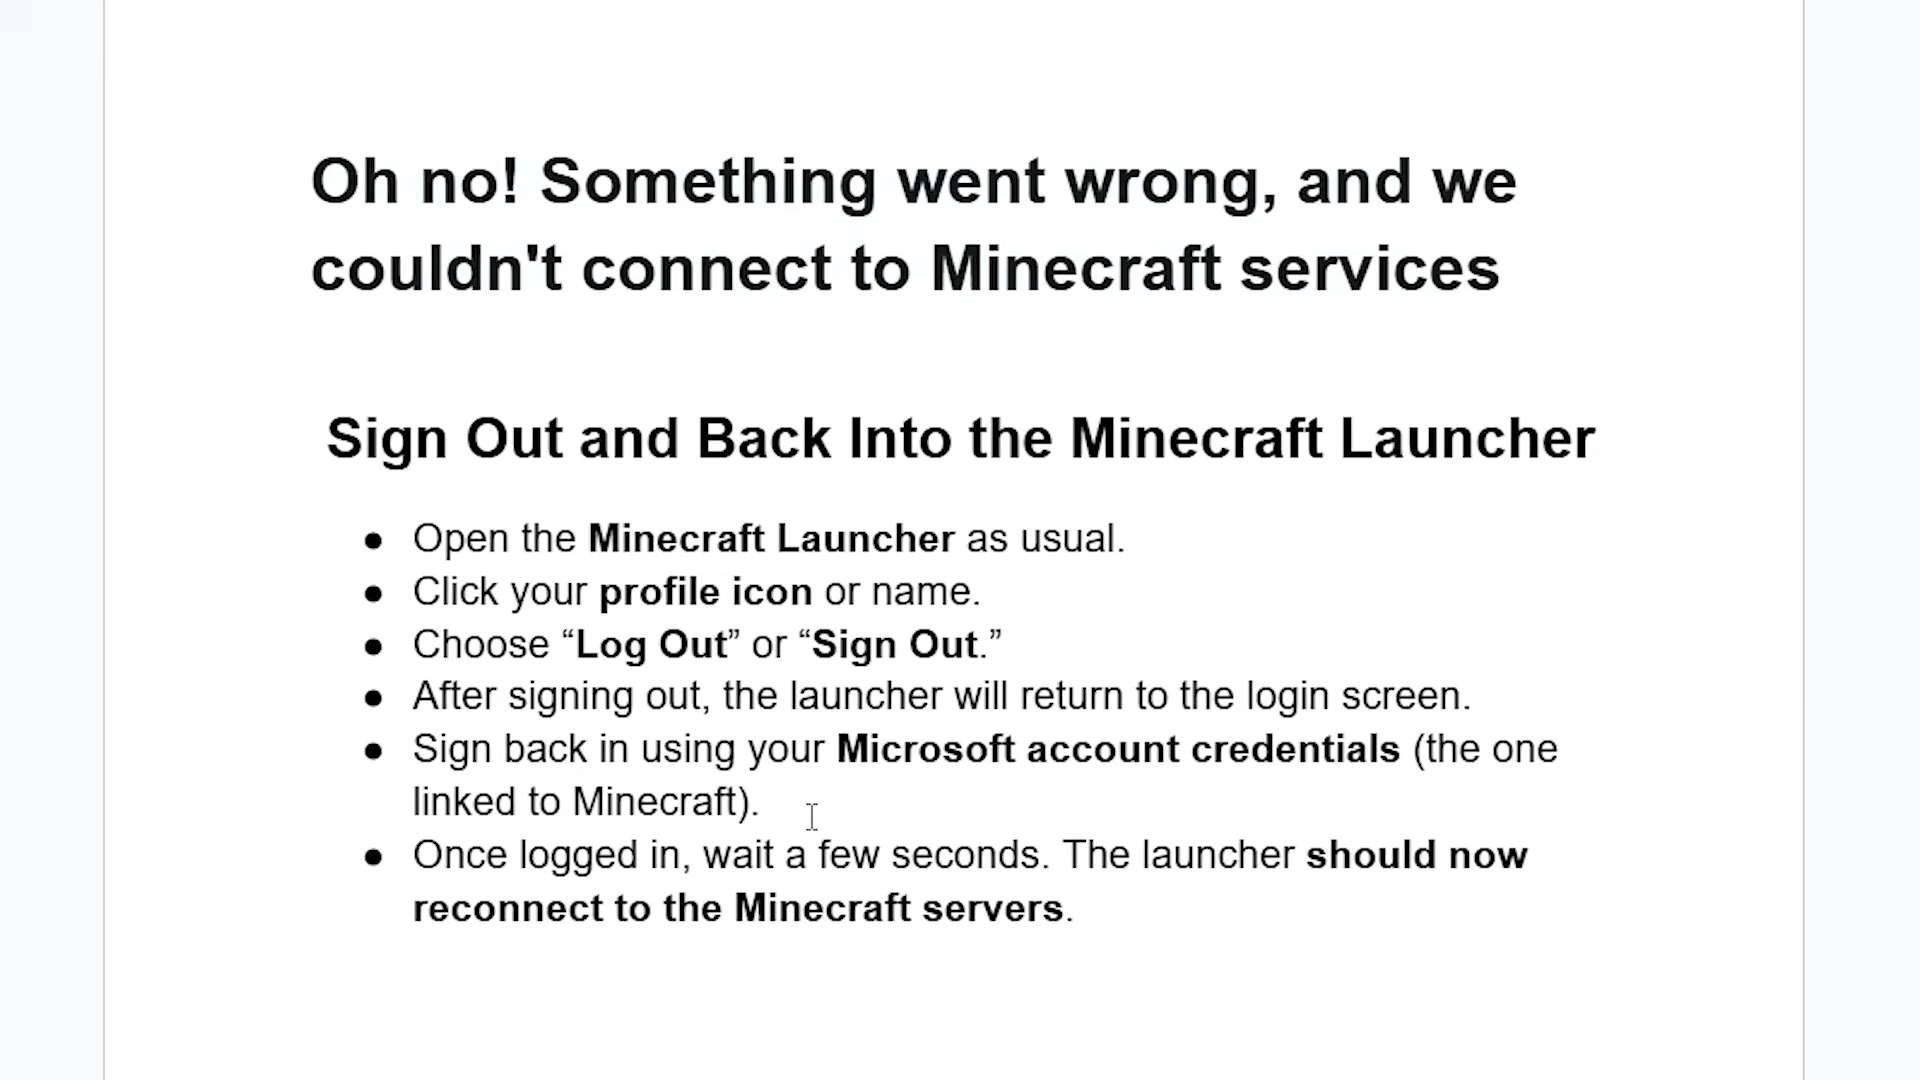 Oh no! Something went wrong, and we
couldn't connect to Minecraft services
Sign Out and Back Into the Minecraft Launcher
● Open the Minecraft Launcher as usual.
● Click your profile icon or name.
● Choose “Log Out” or “Sign Out.”
● After signing out, the launcher will return to the login screen.
● Sign back in using your Microsoft account credentials (the one
linked to Minecraft).
● Once logged in, wait a few seconds. The launcher should now
reconnect to the Minecraft servers.